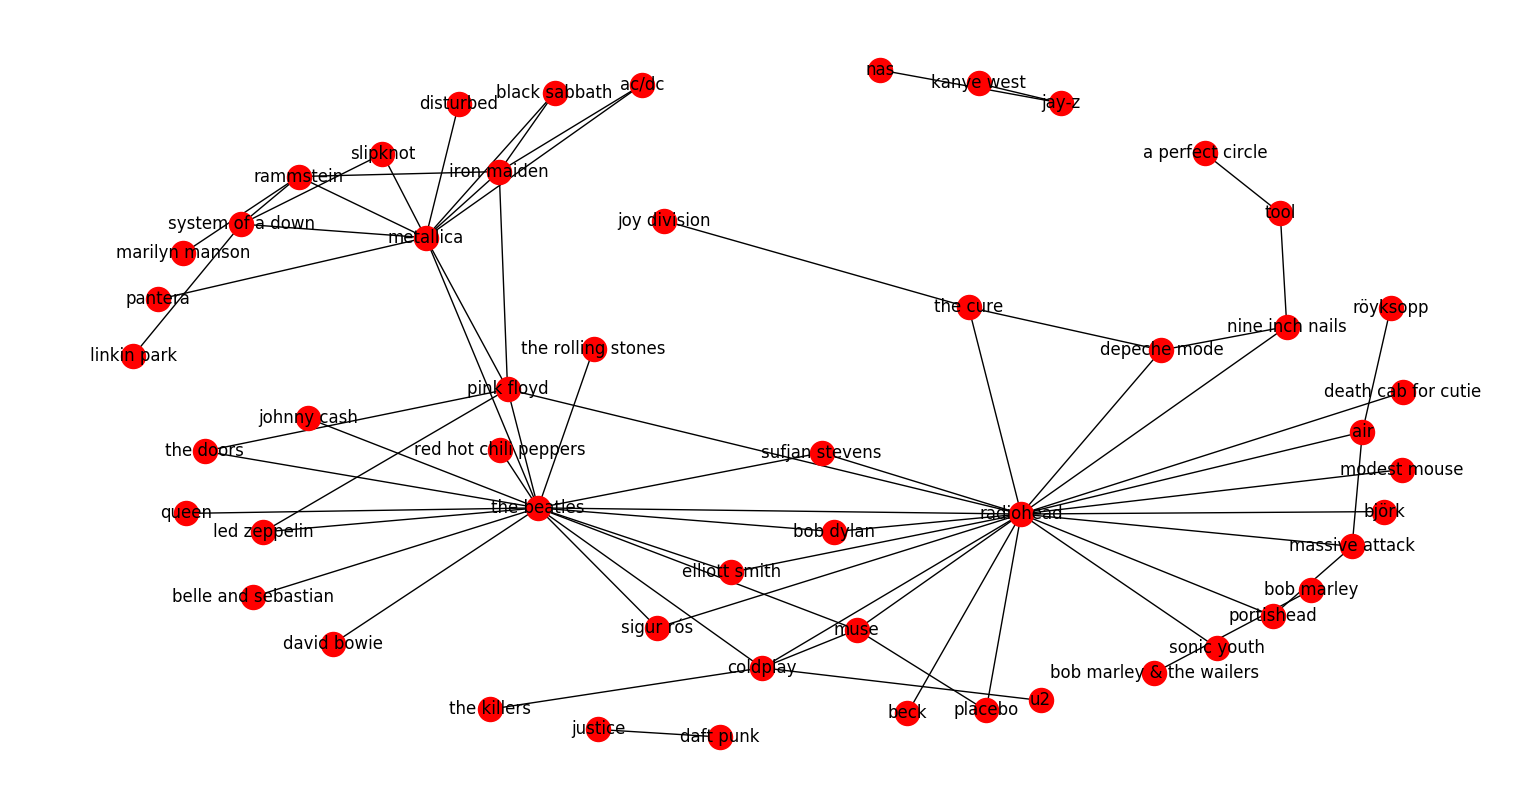 nas
kanye west
jay-z
ac/dc
black sabbath
disturbed
slipknot
a perfect circle
iron maiden
rammstein
tool
joy division
system of a down
metallica
marilyn manson
pantera
the cure
röyksopp
nine inch nails
depeche mode
the rolling stones
linkin park
pink floyd
death cab for cutie
johnny cash
air
red hot chili peppers
the doors
sufjan stevens
modest mouse
the beatles
queen
radiohead
bjork
led zeppelin
bob dylan
massive attack
elliott smith
bob marley
belle and sebastian
portishead
sigur rós
muse
david bowie
sonic youth
coldplay
bob marley & the wailers
u2
the killers
beck
placebo
justice
daft punk